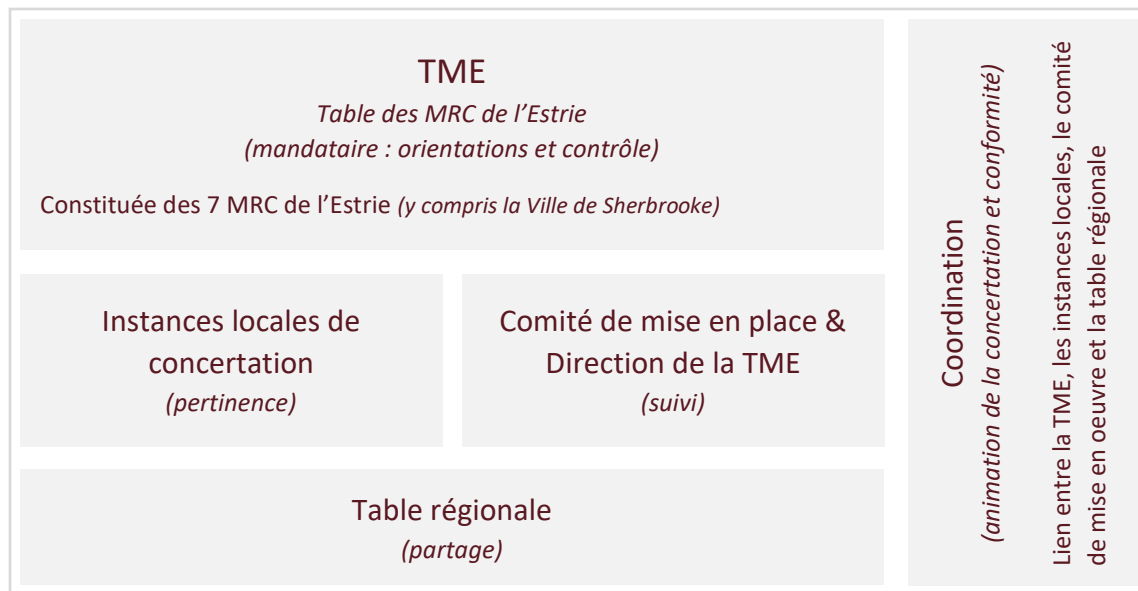 TME
Table des MRC de l’Estrie
(mandataire : orientations et contrôle)
Constituée des 7 MRC de l’Estrie (y compris la Ville de Sherbrooke)
Instances locales de
concertation
(pertinence)
Comité de mise en place &
Direction de la TME
(suivi)
Table régionale
(partage)
Coordination
(animation de la concertation et conformité)
Lien entre la TME, les instances locales, le comité
de mise en oeuvre et la table régionale